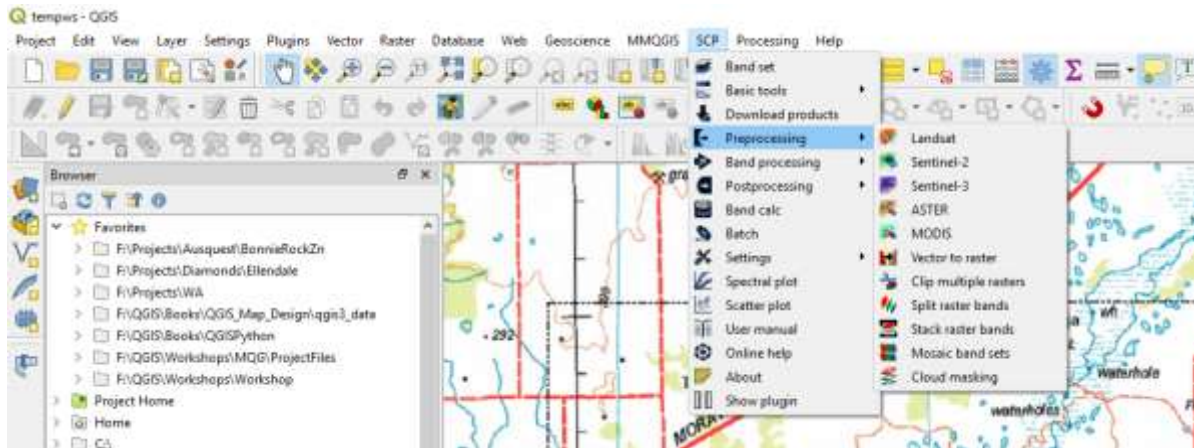 tempws - QGIS
Project Edit View Layer Settings Plugins Vector Raster Database Web Geoscience MMQGIS SCP Processing Help
Band set
Basic tools
Download products
Preprocessing
Band processing
Postprocessing
Band calc
Batch
Settings
Spectral plot
Scatter plot
User manual
Online help
About
Show plugin
Landsat
Sentinel-2
Sentinel-3
ASTER
MODIS
Vector to raster
Clip multiple rasters
Split raster bands
Stack raster bands
Mosaic band sets
Cloud masking
Browser
Favorites
F:\Projects\Ausquest\BonnieRockZn
F:\Projects\Diamonds\Ellendale
F:\Projects\WA
F:\QGIS\Books\QGIS_Map_Design\qgis3_data
F:\QGIS\Books\QGISPython
F:\QGIS\Workshops\MQG\ProjectFiles
F:\QGIS\Workshops\Workshop
Project Home
Home
C:\
abc
292
waterhole
waterholes